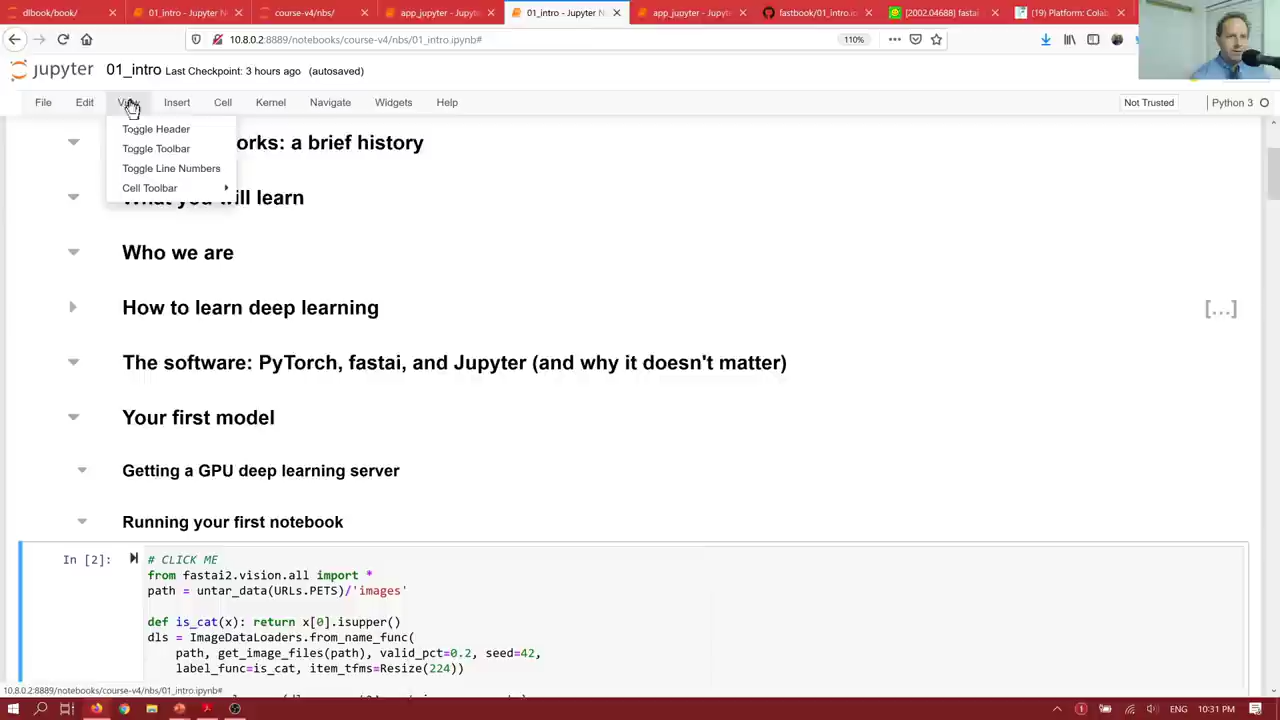 dlbook/book/
01_intro - Jupyter N
course-v4/nbs/
app_jupyter - Jupyte
01_intro - Jupyter N
app_jupyter - Jupyte
fastbook/01_intro.ro
[2002.04688] fastai
(19) Platform: Colab
10.8.0.2:8889/notebooks/course-v4/nbs/01_intro.ipynb#
110%
jupyter 01_intro Last Checkpoint: 3 hours ago (autosaved)
File Edit View Insert Cell Kernel Navigate Widgets Help
Not Trusted
Python 3
Toggle Header
Toggle Toolbar
Toggle Line Numbers
Cell Toolbar
orks: a brief history
What you will learn
Who we are
How to learn deep learning
[...]
The software: PyTorch, fastai, and Jupyter (and why it doesn't matter)
Your first model
Getting a GPU deep learning server
Running your first notebook
In [2]:
# CLICK ME
from fastai2.vision.all import *
path = untar_data(URLs.PETS)/'images'
def is_cat(x): return x[0].isupper()
dls = ImageDataLoaders.from_name_func(
path, get_image_files(path), valid_pct=0.2, seed=42,
label_func=is_cat, item_tfms=Resize(224))
10.8.0.2:8889/notebooks/course-v4/nbs/01_intro.ipynb#
ENG 10:31 PM